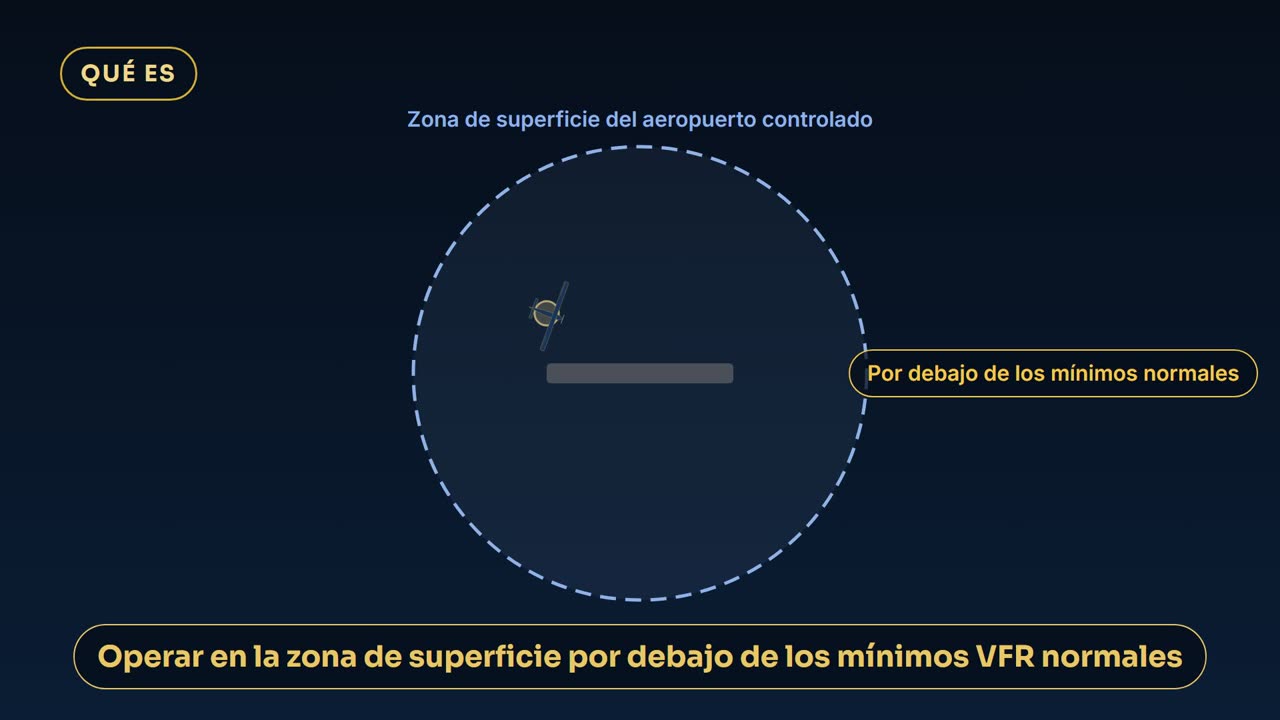 QUÉ ES
Zona de superficie del aeropuerto controlado
Por debajo de los mínimos normales
Operar en la zona de superficie por debajo de los mínimos VFR normales